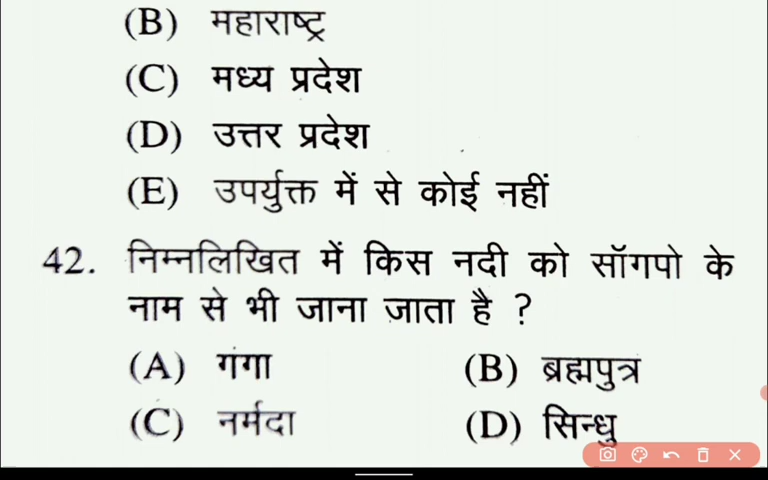 (B) महाराष्ट्र
(C) मध्य प्रदेश
(D) उत्तर प्रदेश
(E) उपर्युक्त में से कोई नहीं
42. निम्नलिखित में किस नदी को सॉगपो के
नाम से भी जाना जाता है ?
(A) गंगा (B) ब्रह्मपुत्र
(C) नर्मदा (D) सिन्धु